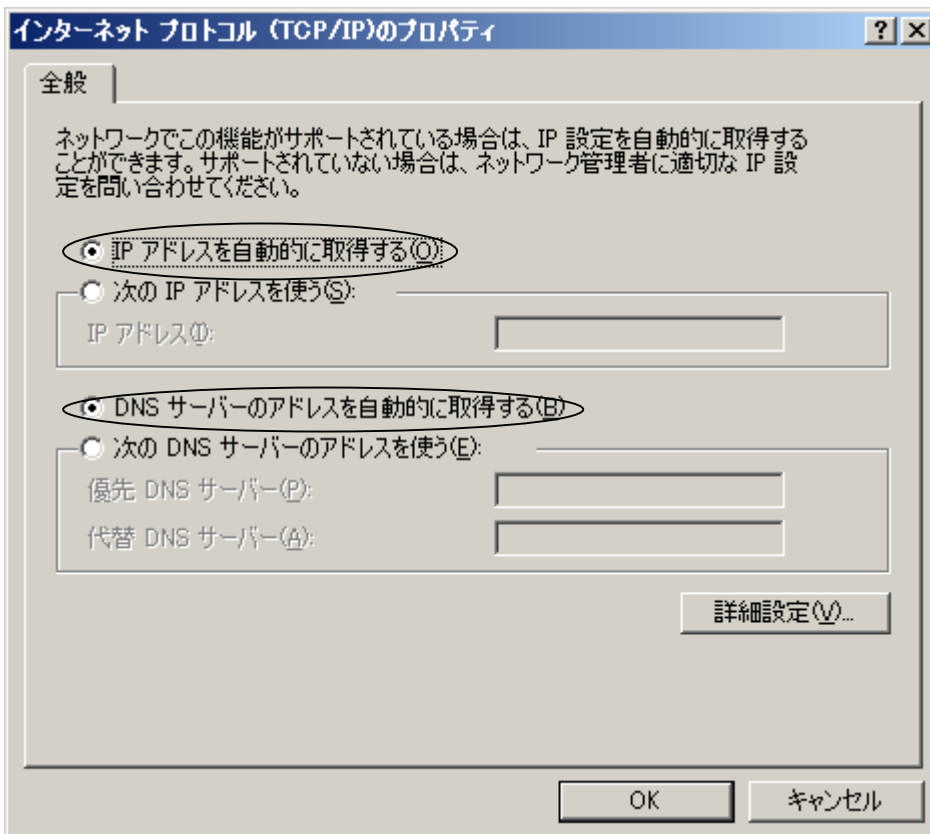 インターネット プロトコル (TCP/IP)のプロパティ
全般
ネットワークでこの機能がサポートされている場合は、IP 設定を自動的に取得する
ことができます。サポートされていない場合は、ネットワーク管理者に適切な IP 設
定を問い合わせてください。
IP アドレスを自動的に取得する(O)
次の IP アドレスを使う(S):
IP アドレス(I):
DNS サーバーのアドレスを自動的に取得する(B)
次の DNS サーバーのアドレスを使う(E):
優先 DNS サーバー(P):
代替 DNS サーバー(A):
詳細設定(V)...
OK
キャンセル